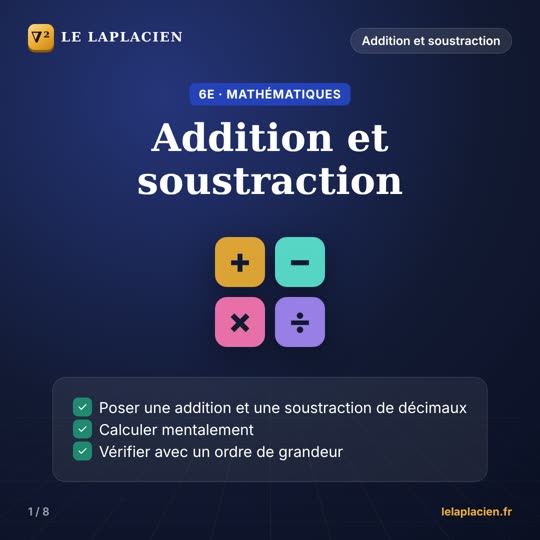 ∇² LE LAPLACIEN
Addition et soustraction
6E · MATHÉMATIQUES
Addition et
soustraction
+ −
× ÷
Poser une addition et une soustraction de décimaux
Calculer mentalement
Vérifier avec un ordre de grandeur
1 / 8
lelaplacien.fr